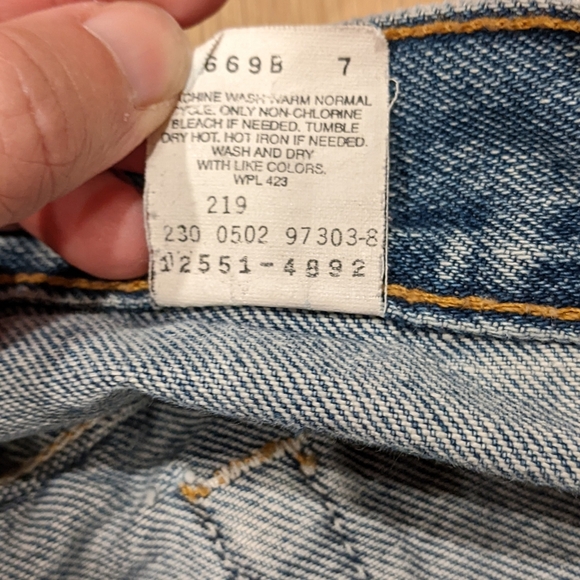 669B 7
MACHINE WASH WARM NORMAL
CYCLE. ONLY NON-CHLORINE
BLEACH IF NEEDED. TUMBLE
DRY HOT. HOT IRON IF NEEDED.
WASH AND DRY
WITH LIKE COLORS.
WPL 423
219
230 0502 97303-8
12551-4892